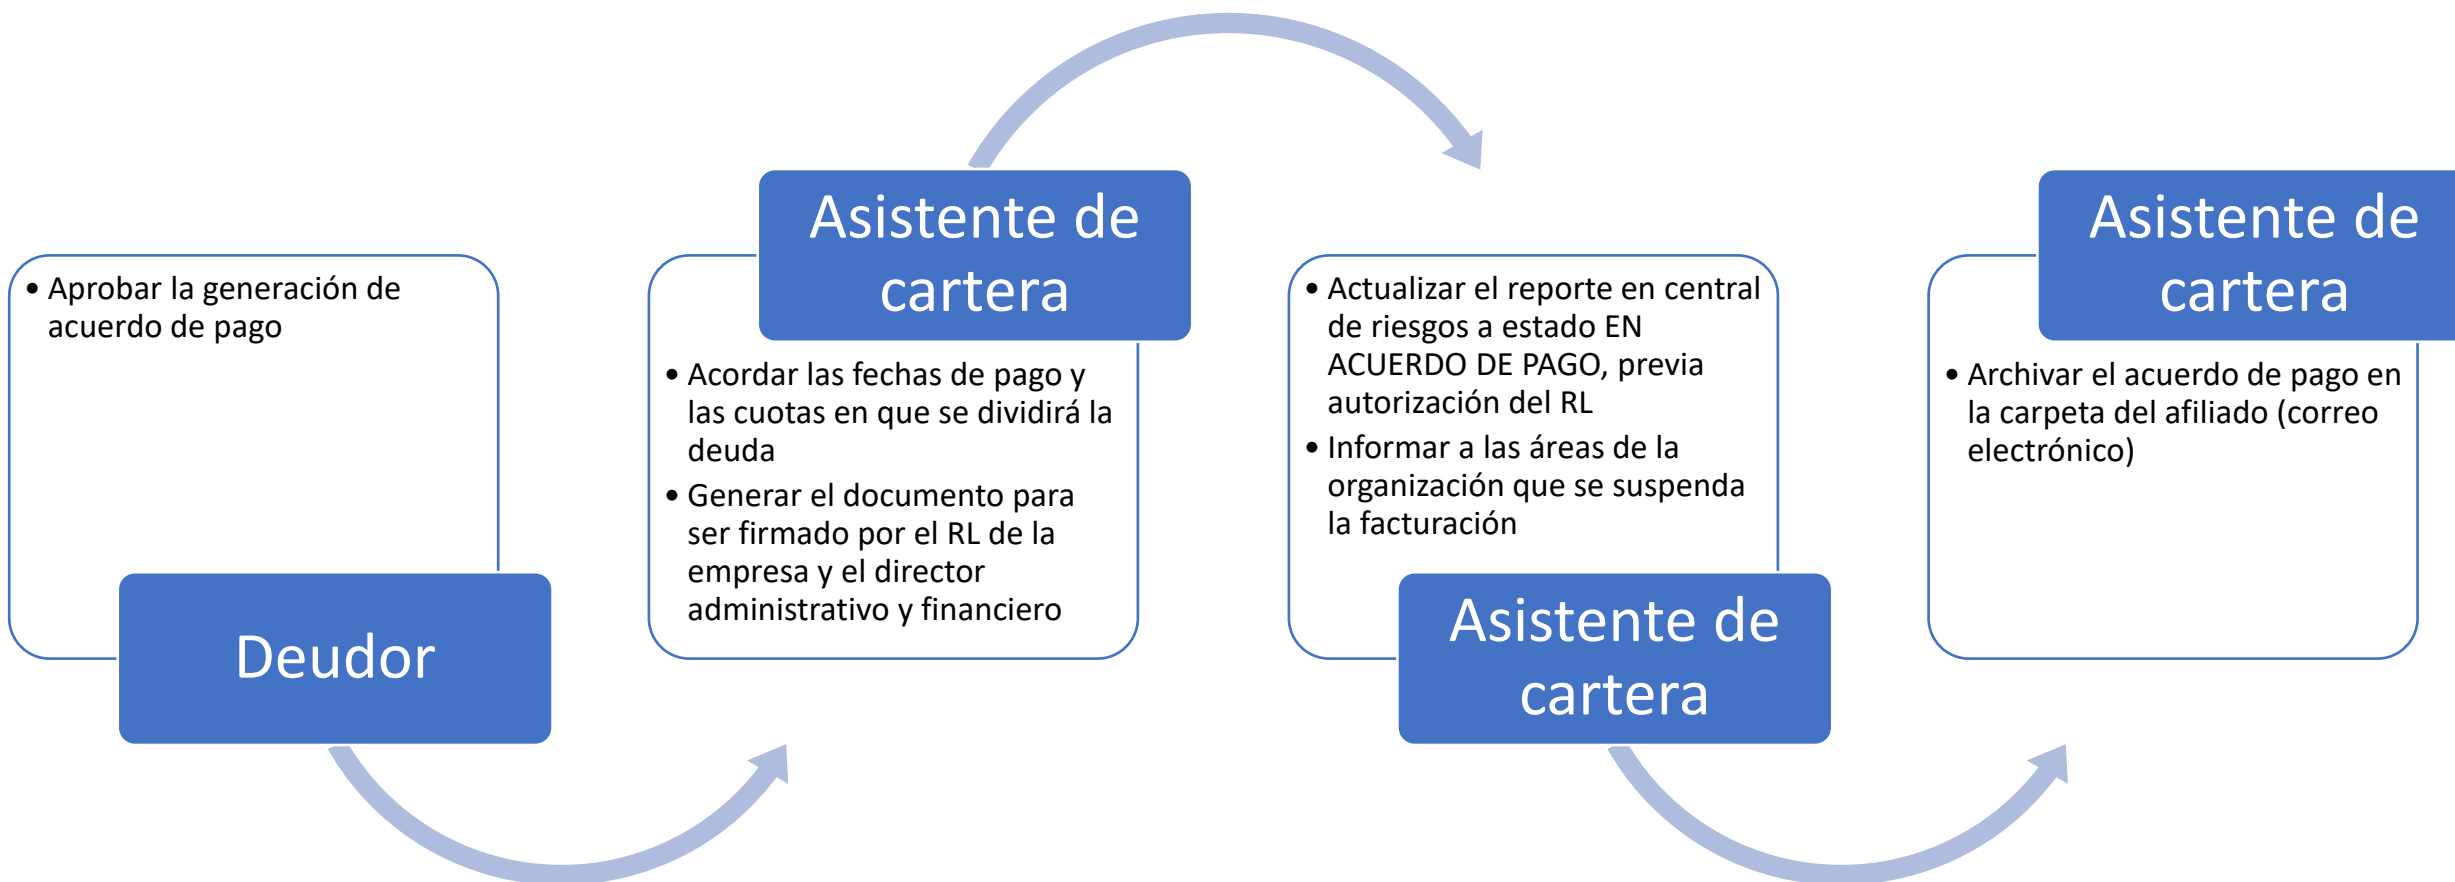 • Aprobar la generación de
acuerdo de pago
Deudor
Asistente de
cartera
• Acordar las fechas de pago y
las cuotas en que se dividirá la
deuda
• Generar el documento para
ser firmado por el RL de la
empresa y el director
administrativo y financiero
• Actualizar el reporte en central
de riesgos a estado EN
ACUERDO DE PAGO, previa
autorización del RL
• Informar a las áreas de la
organización que se suspenda
la facturación
Asistente de
cartera
Asistente de
cartera
• Archivar el acuerdo de pago en
la carpeta del afiliado (correo
electrónico)